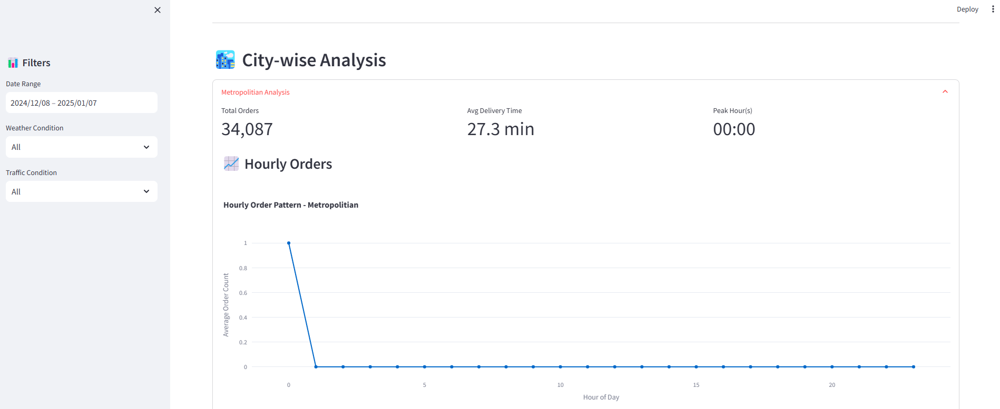 Deploy
Filters
Date Range
2024/12/08 – 2025/01/07
Weather Condition
All
Traffic Condition
All
City-wise Analysis
Metropolitian Analysis
Total Orders
34,087
Avg Delivery Time
27.3 min
Peak Hour(s)
00:00
Hourly Orders
Hourly Order Pattern - Metropolitian
Average Order Count
1
0.8
0.6
0.4
0.2
0
0 5 10 15 20
Hour of Day